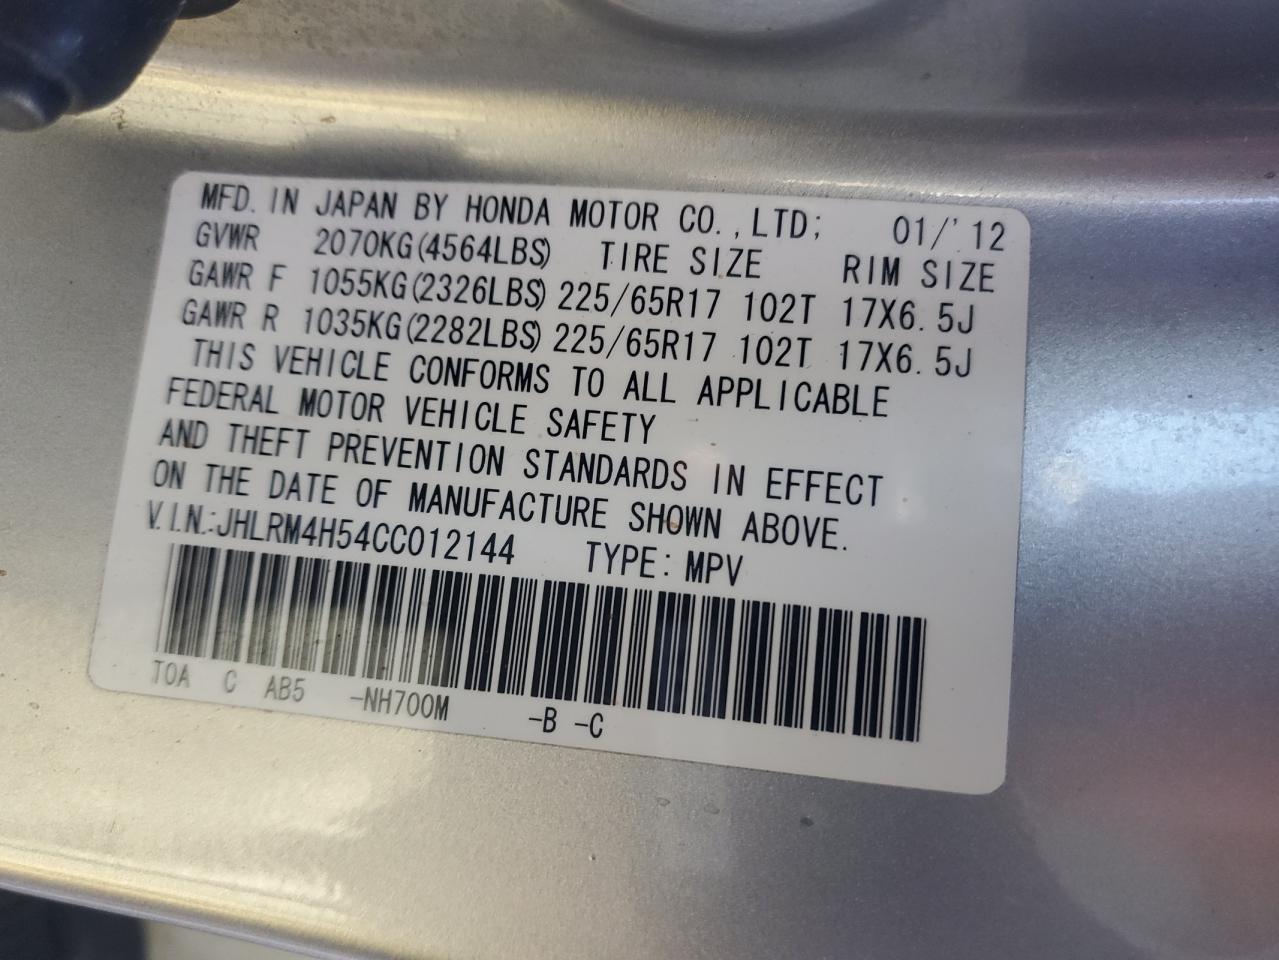 MFD. IN JAPAN BY HONDA MOTOR CO., LTD; 01/'12
GVWR 2070KG(4564LBS) TIRE SIZE RIM SIZE
GAWR F 1055KG(2326LBS) 225/65R17 102T 17X6.5J
GAWR R 1035KG(2282LBS) 225/65R17 102T 17X6.5J
THIS VEHICLE CONFORMS TO ALL APPLICABLE
FEDERAL MOTOR VEHICLE SAFETY
AND THEFT PREVENTION STANDARDS IN EFFECT
ON THE DATE OF MANUFACTURE SHOWN ABOVE.
V.I.N.:JHLRM4H54CC012144 TYPE: MPV
T0A C AB5 -NH700M -B -C